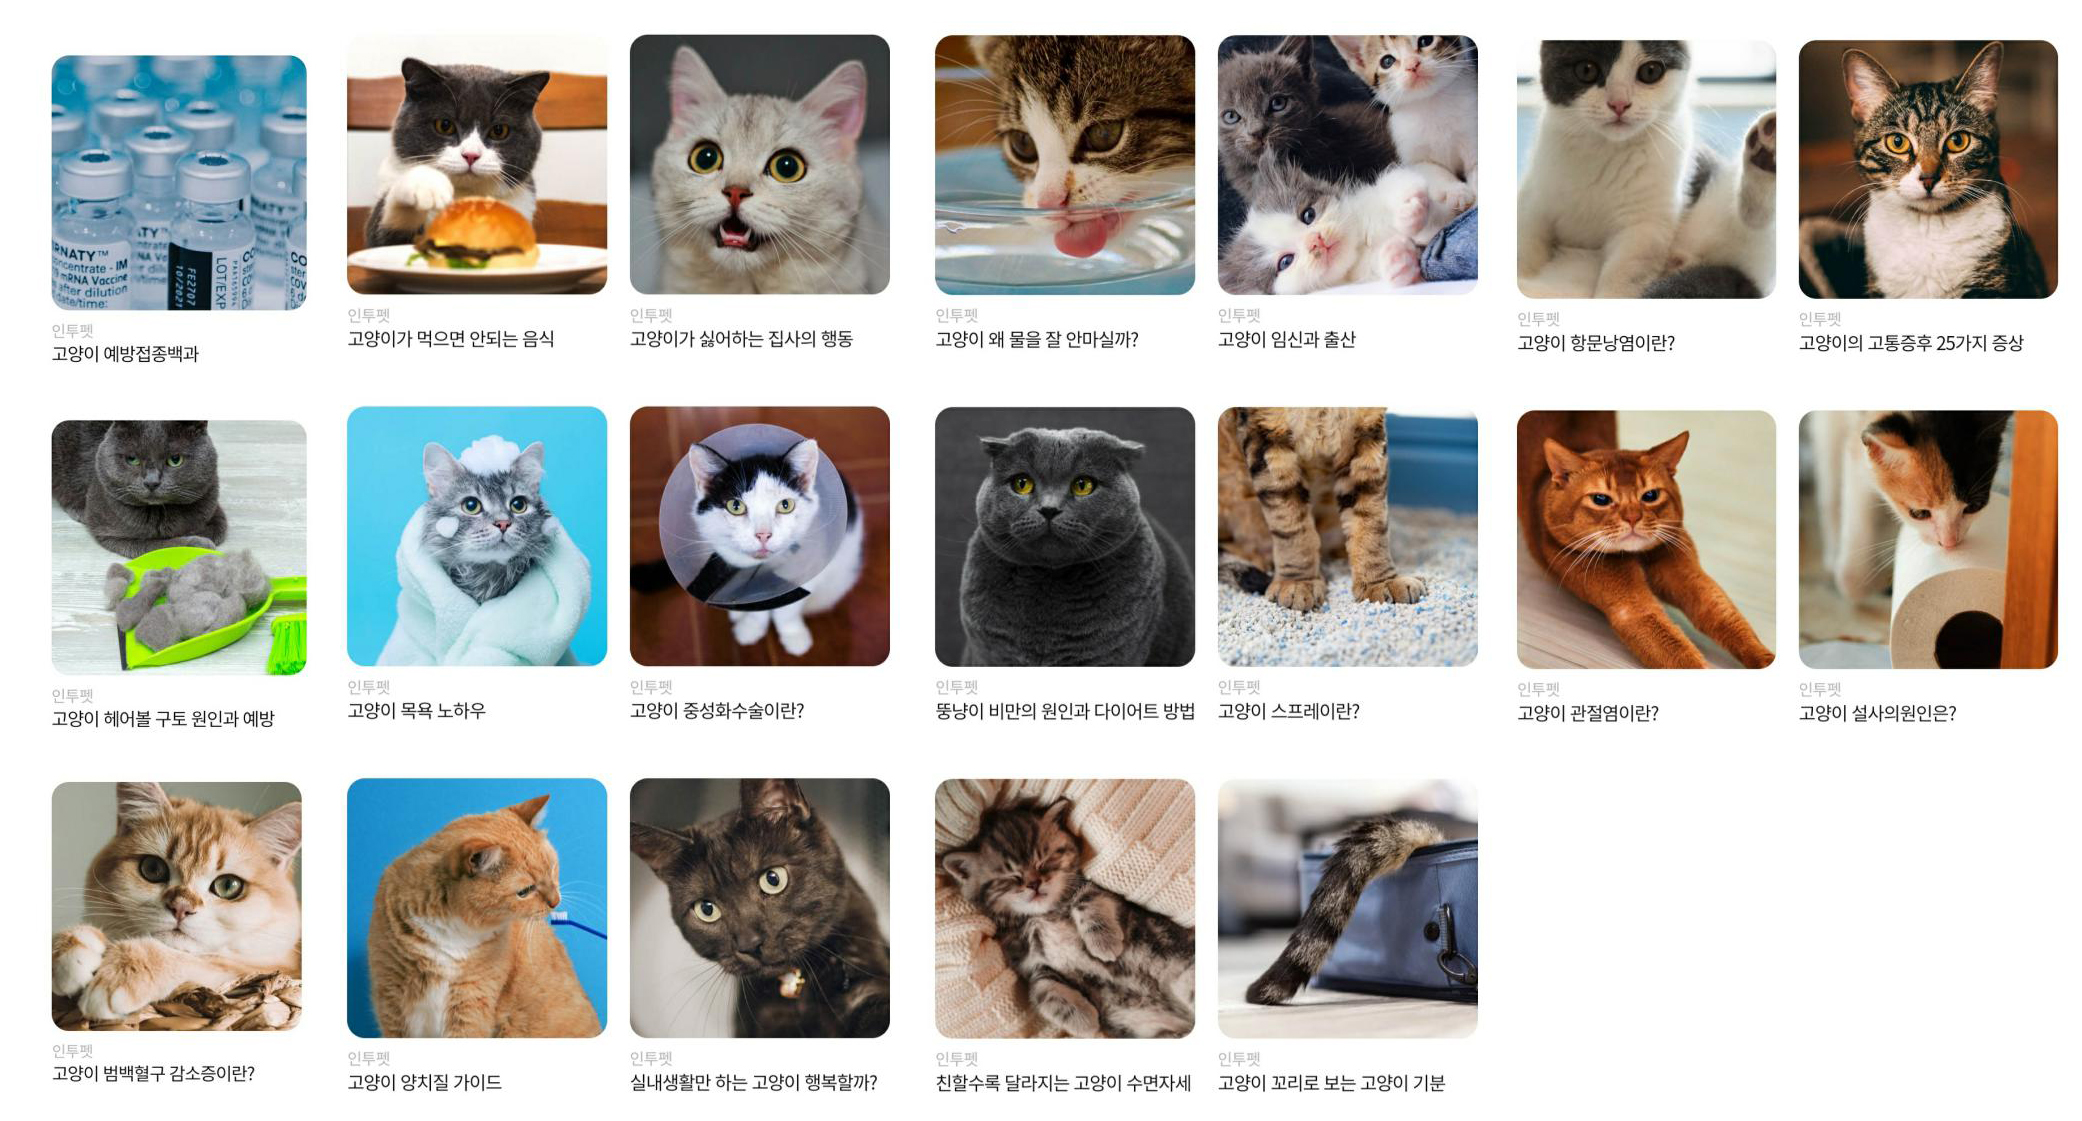 RNATY™
oncentrate - IM
mRNA Vaccine
after dilution
date/time:
FE2707
10/2021
LOT/EXP
인투펫
고양이 예방접종백과
인투펫
고양이가 먹으면 안되는 음식
인투펫
고양이가 싫어하는 집사의 행동
인투펫
고양이 왜 물을 잘 안마실까?
인투펫
고양이 임신과 출산
인투펫
고양이 항문낭염이란?
인투펫
고양이의 고통증후 25가지 증상
인투펫
고양이 헤어볼 구토 원인과 예방
인투펫
고양이 목욕 노하우
인투펫
고양이 중성화수술이란?
인투펫
뚱냥이 비만의 원인과 다이어트 방법
인투펫
고양이 스프레이란?
인투펫
고양이 관절염이란?
인투펫
고양이 설사의원인은?
인투펫
고양이 범백혈구 감소증이란?
인투펫
고양이 양치질 가이드
인투펫
실내생활만 하는 고양이 행복할까?
인투펫
친할수록 달라지는 고양이 수면자세
인투펫
고양이 꼬리로 보는 고양이 기분